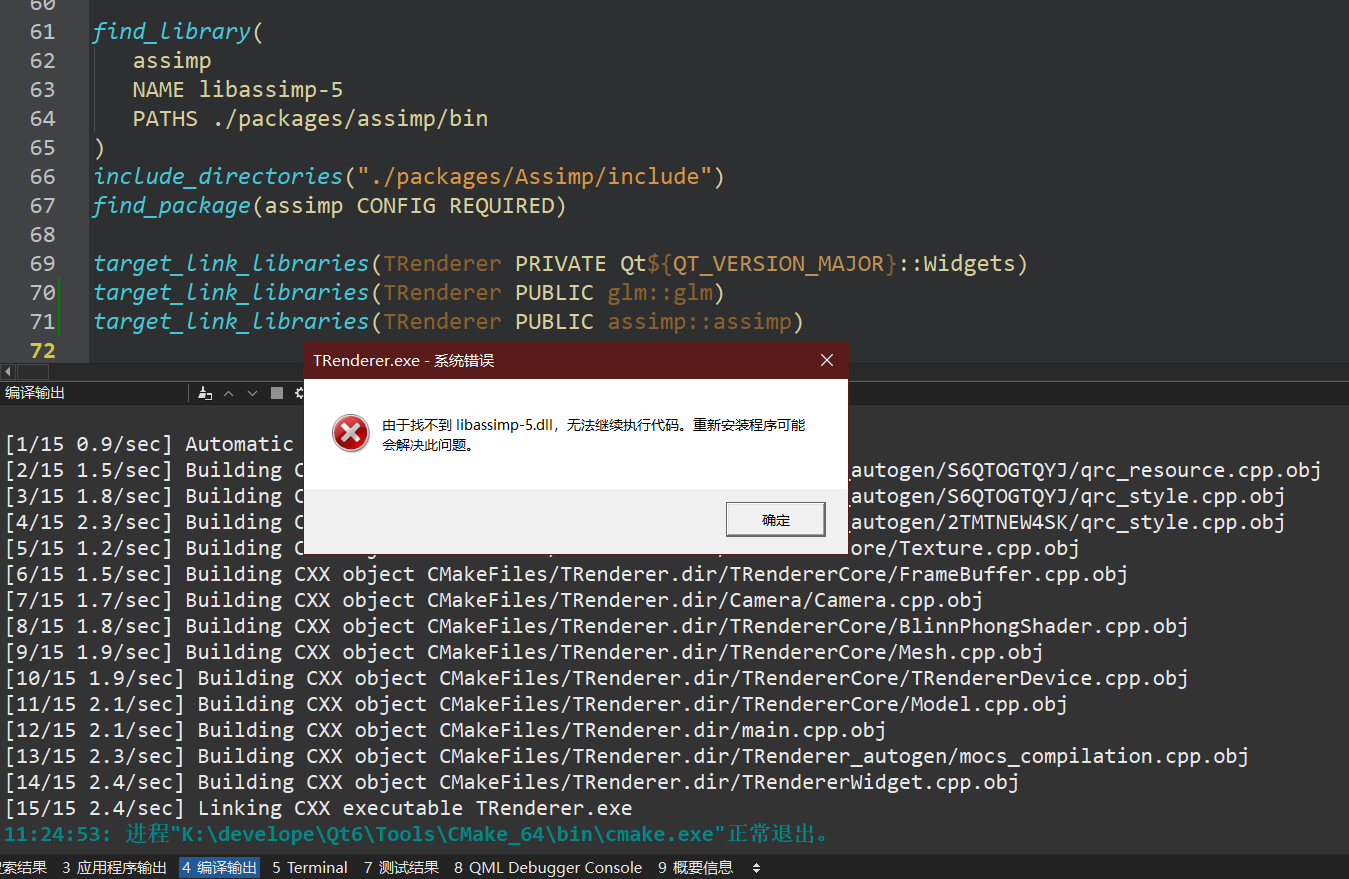 60
61 find_library(
62 assimp
63 NAME libassimp-5
64 PATHS ./packages/assimp/bin
65 )
66 include_directories("./packages/Assimp/include")
67 find_package(assimp CONFIG REQUIRED)
68
69 target_link_libraries(TRenderer PRIVATE Qt${QT_VERSION_MAJOR}::Widgets)
70 target_link_libraries(TRenderer PUBLIC glm::glm)
71 target_link_libraries(TRenderer PUBLIC assimp::assimp)
72
TRenderer.exe - 系统错误
由于找不到 libassimp-5.dll，无法继续执行代码。重新安装程序可能
会解决此问题。
确定
编译输出
[1/15 0.9/sec] Automatic
[2/15 1.5/sec] Building C _autogen/S6QTOGTQYJ/qrc_resource.cpp.obj
[3/15 1.8/sec] Building C _autogen/S6QTOGTQYJ/qrc_style.cpp.obj
[4/15 2.3/sec] Building C _autogen/2TMTNEW4SK/qrc_style.cpp.obj
[5/15 1.2/sec] Building ore/Texture.cpp.obj
[6/15 1.5/sec] Building CXX object CMakeFiles/TRenderer.dir/TRendererCore/FrameBuffer.cpp.obj
[7/15 1.7/sec] Building CXX object CMakeFiles/TRenderer.dir/Camera/Camera.cpp.obj
[8/15 1.8/sec] Building CXX object CMakeFiles/TRenderer.dir/TRendererCore/BlinnPhongShader.cpp.obj
[9/15 1.9/sec] Building CXX object CMakeFiles/TRenderer.dir/TRendererCore/Mesh.cpp.obj
[10/15 1.9/sec] Building CXX object CMakeFiles/TRenderer.dir/TRendererCore/TRendererDevice.cpp.obj
[11/15 2.1/sec] Building CXX object CMakeFiles/TRenderer.dir/TRendererCore/Model.cpp.obj
[12/15 2.1/sec] Building CXX object CMakeFiles/TRenderer.dir/main.cpp.obj
[13/15 2.3/sec] Building CXX object CMakeFiles/TRenderer.dir/TRenderer_autogen/mocs_compilation.cpp.obj
[14/15 2.4/sec] Building CXX object CMakeFiles/TRenderer.dir/TRendererWidget.cpp.obj
[15/15 2.4/sec] Linking CXX executable TRenderer.exe
11:24:53: 进程"K:\develope\Qt6\Tools\CMake_64\bin\cmake.exe"正常退出。
索结果 3 应用程序输出 4 编译输出 5 Terminal 7 测试结果 8 QML Debugger Console 9 概要信息